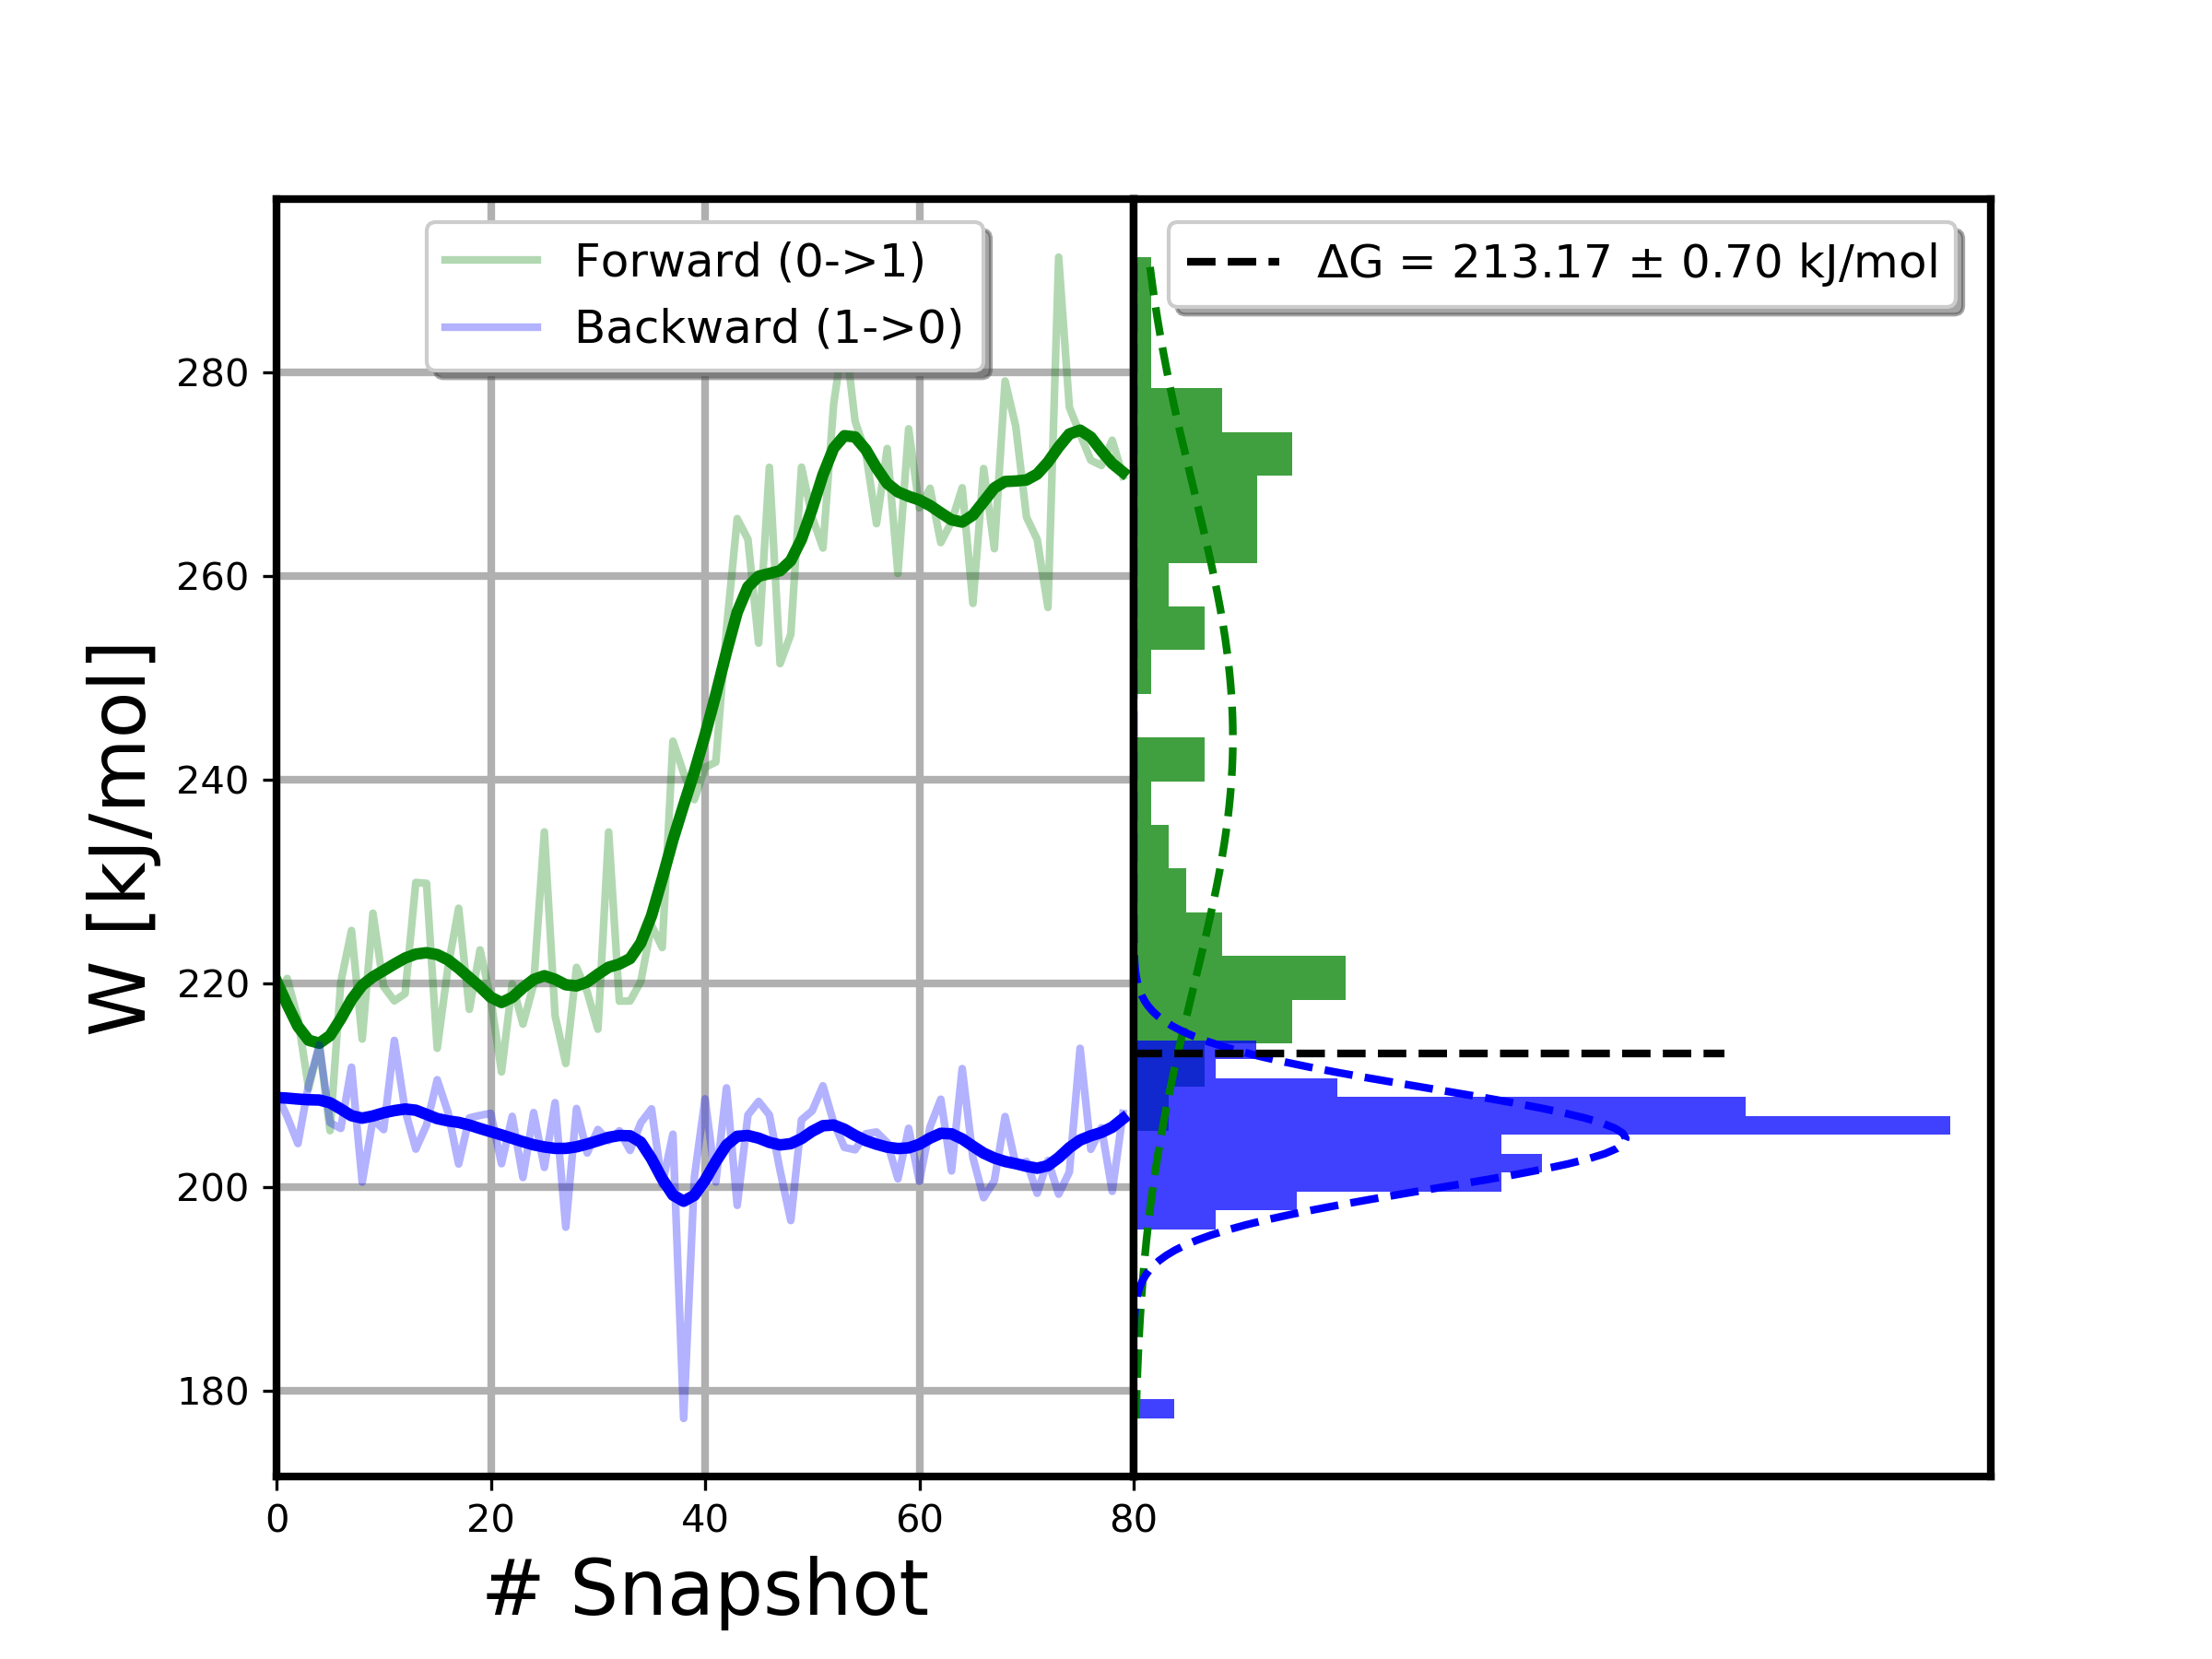 Forward (0->1)
Backward (1->0)
ΔG = 213.17 ± 0.70 kJ/mol
W [kJ/mol]
280
260
240
220
200
180
0 20 40 60 80
# Snapshot